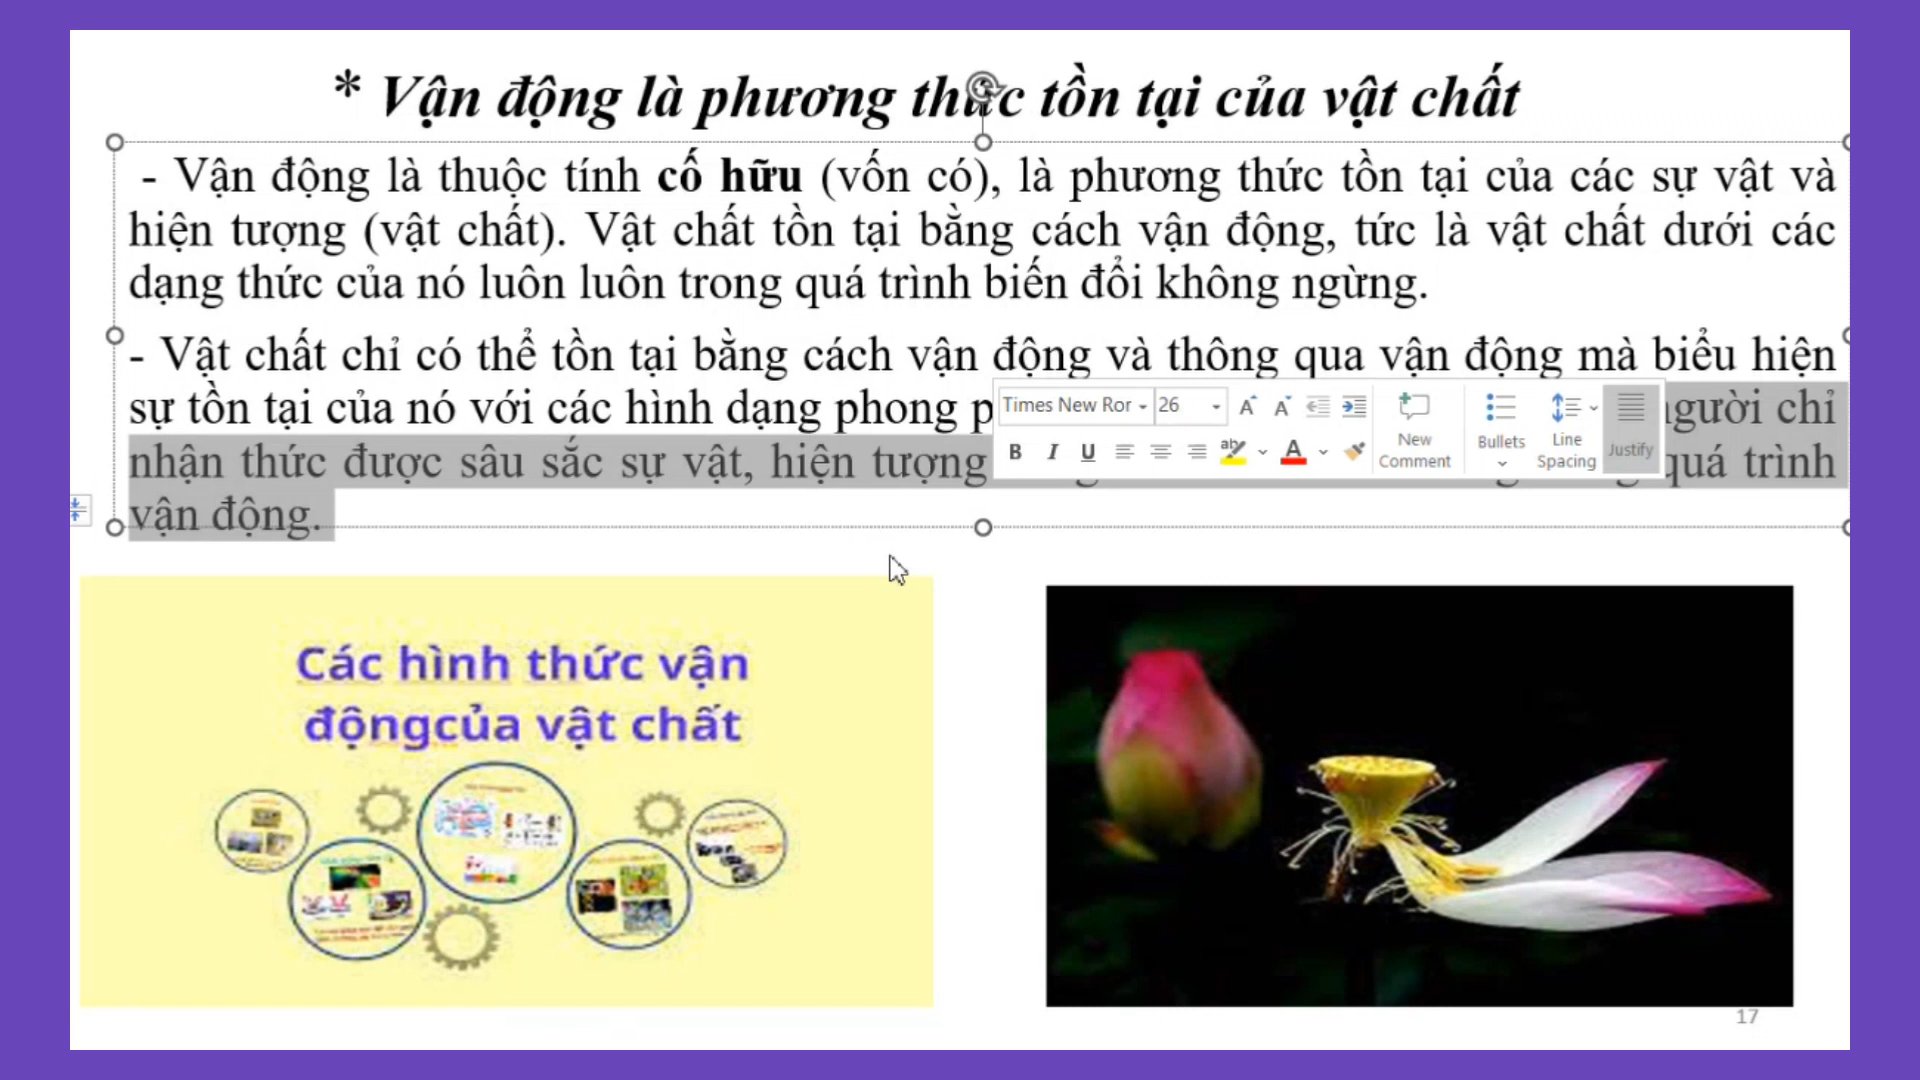 * Vận động là phương thức tồn tại của vật chất
- Vận động là thuộc tính cố hữu (vốn có), là phương thức tồn tại của các sự vật và
hiện tượng (vật chất). Vật chất tồn tại bằng cách vận động, tức là vật chất dưới các
dạng thức của nó luôn luôn trong quá trình biến đổi không ngừng.
- Vật chất chỉ có thể tồn tại bằng cách vận động và thông qua vận động mà biểu hiện
sự tồn tại của nó với các hình dạng phong người chỉ
nhận thức được sâu sắc sự vật, hiện tượng quá trình
vận động.
Times New Ror 26 A A
B I U ab A
New Comment
Bullets
Line Spacing
Justify
Các hình thức vận
độngcủa vật chất
17